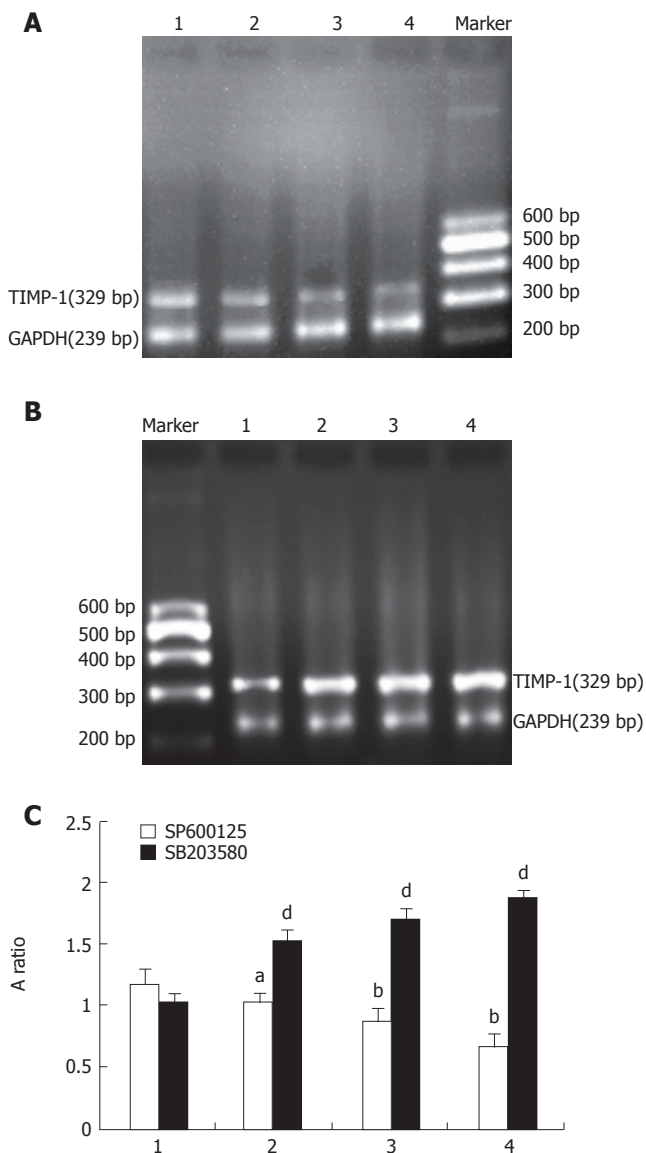 A
1 2 3 4 Marker
600 bp
500 bp
400 bp
TIMP-1(329 bp) 300 bp
GAPDH(239 bp) 200 bp
B
Marker 1 2 3 4
600 bp
500 bp
400 bp
300 bp TIMP-1(329 bp)
200 bp GAPDH(239 bp)
C
2.5
SP600125
SB203580
2
1.5
1
0.5
0
A ratio
d
d
d
a
b
b
1 2 3 4